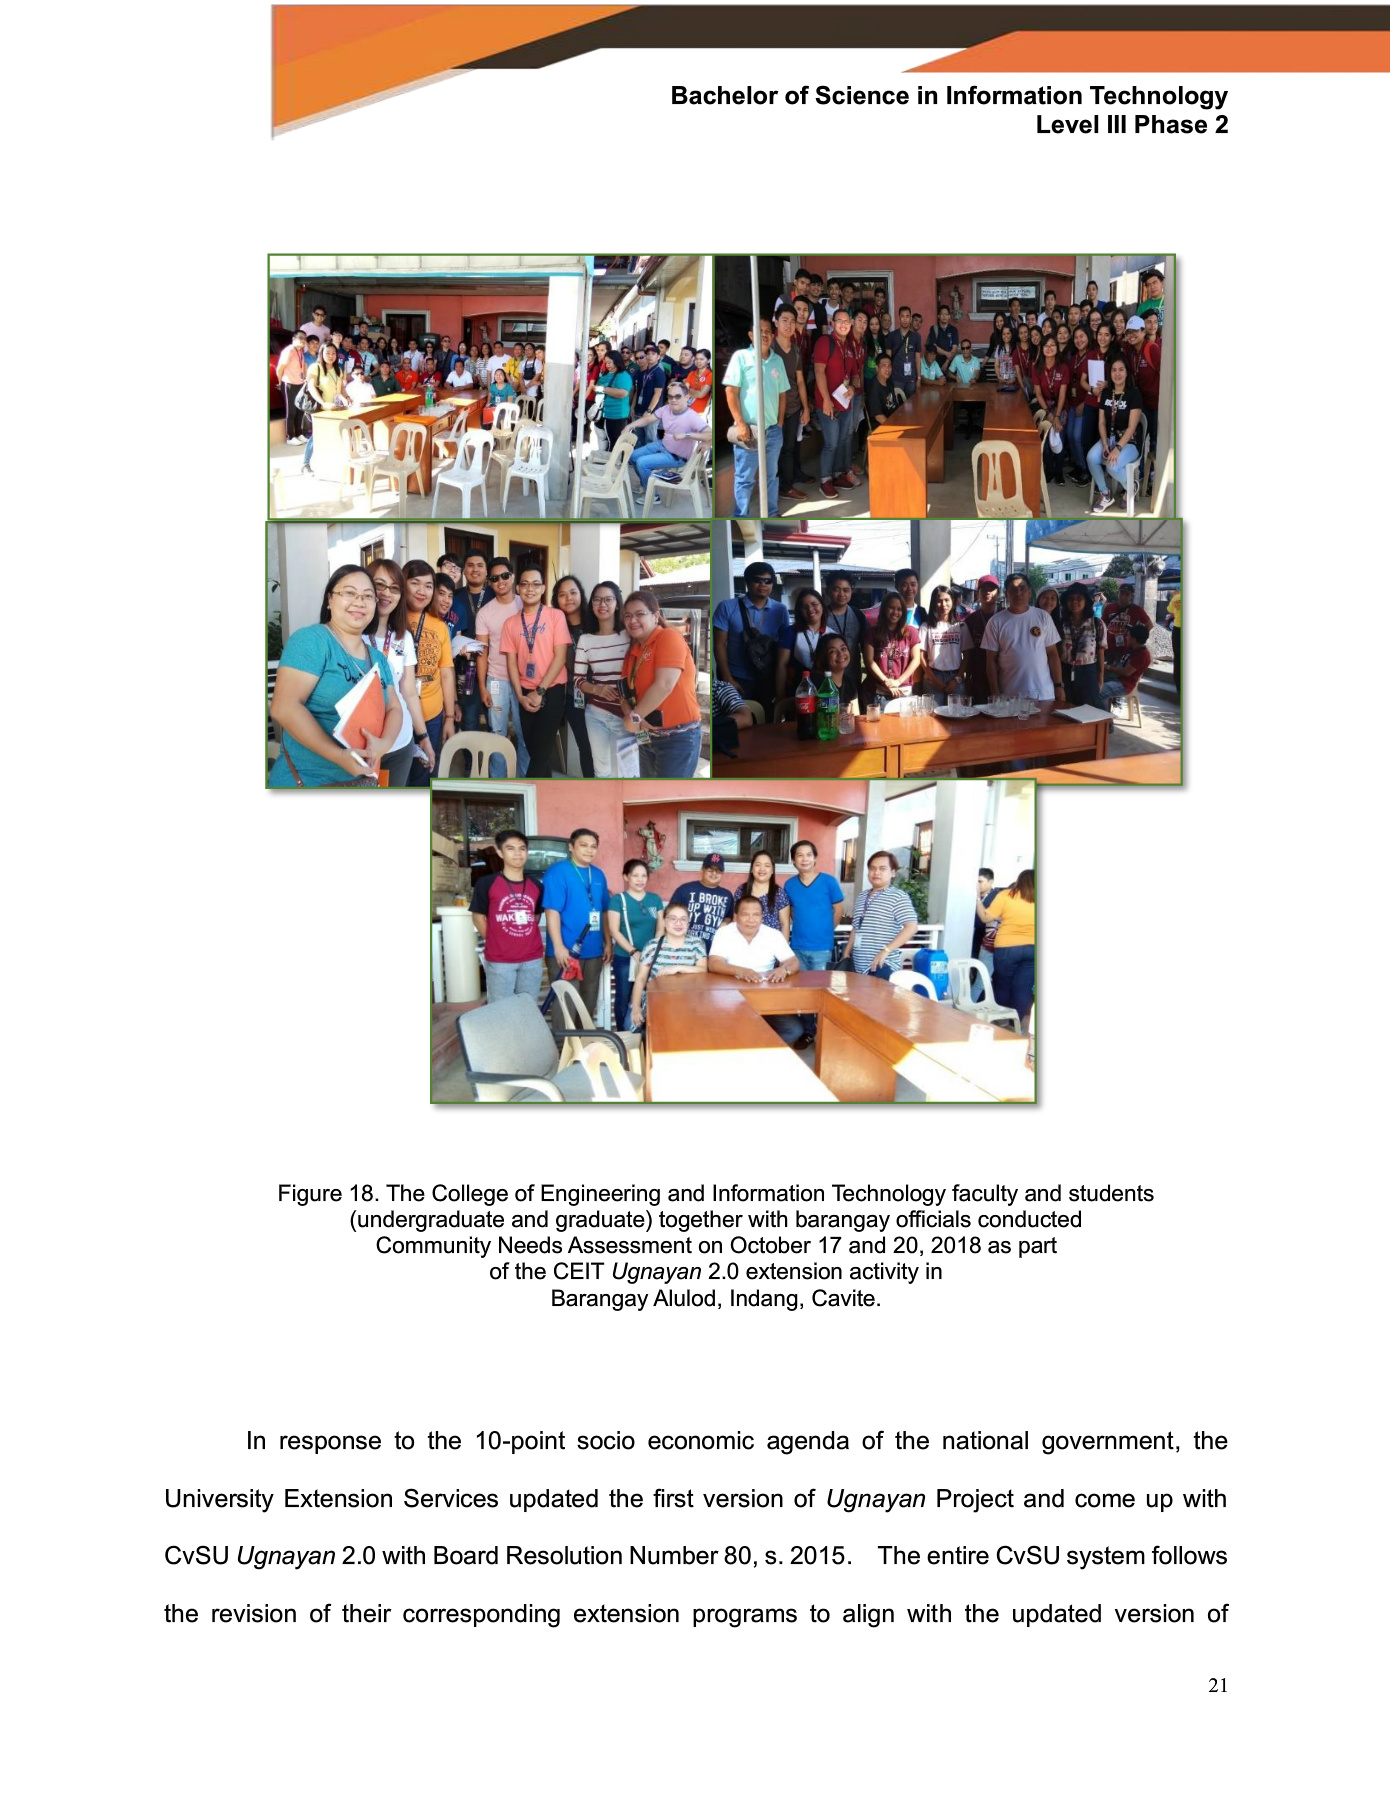 Bachelor of Science in Information Technology
Level III Phase 2
I BROKE
UP WITH
MY GYM
Figure 18. The College of Engineering and Information Technology faculty and students
(undergraduate and graduate) together with barangay officials conducted
Community Needs Assessment on October 17 and 20, 2018 as part
of the CEIT Ugnayan 2.0 extension activity in
Barangay Alulod, Indang, Cavite.
In response to the 10-point socio economic agenda of the national government, the
University Extension Services updated the first version of Ugnayan Project and come up with
CvSU Ugnayan 2.0 with Board Resolution Number 80, s. 2015. The entire CvSU system follows
the revision of their corresponding extension programs to align with the updated version of
21